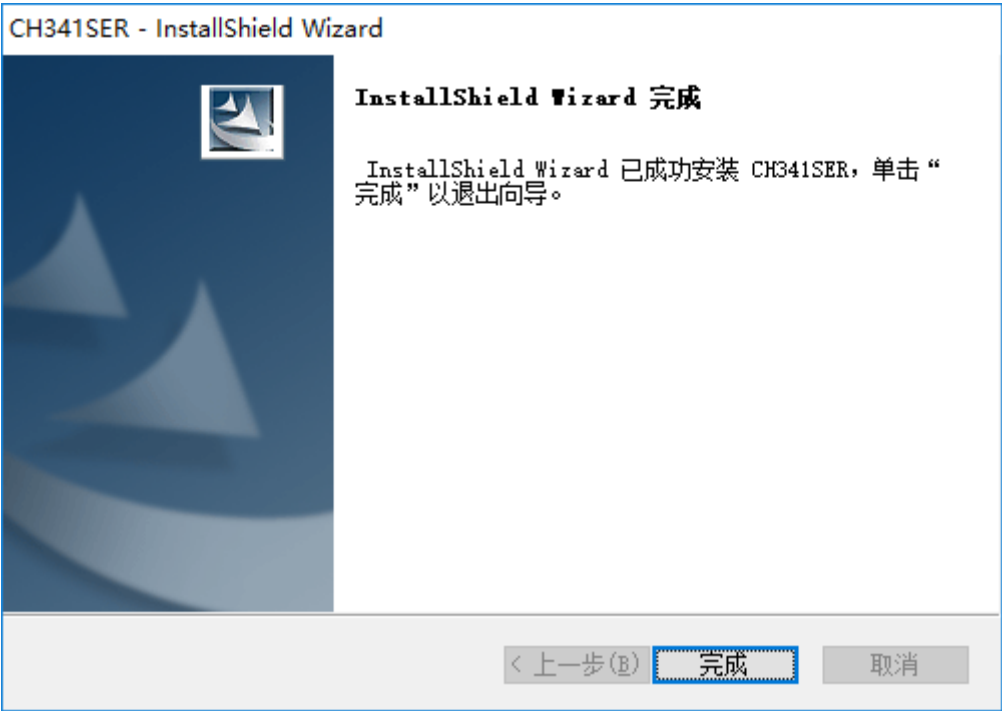 CH341SER - InstallShield Wizard
InstallShield Wizard 完成
InstallShield Wizard 已成功安装 CH341SER，单击“
完成”以退出向导。
< 上一步(B)
完成
取消